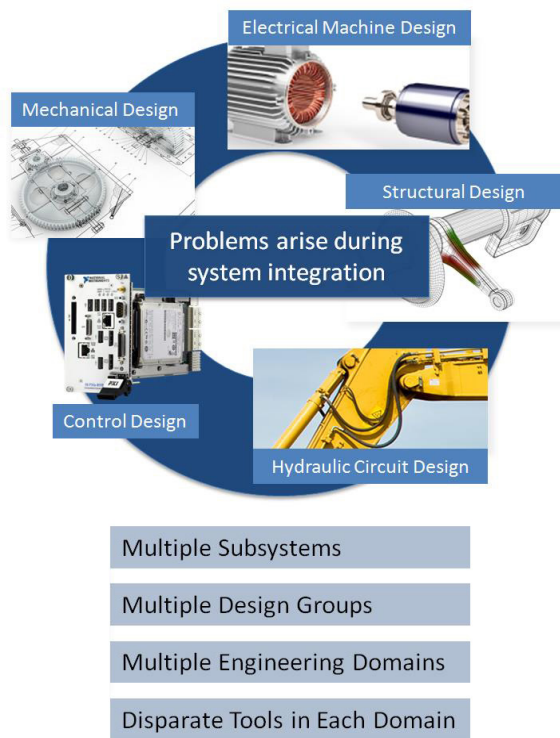 Electrical Machine Design
Mechanical Design
Structural Design
Problems arise during
system integration
Control Design
Hydraulic Circuit Design
Multiple Subsystems
Multiple Design Groups
Multiple Engineering Domains
Disparate Tools in Each Domain